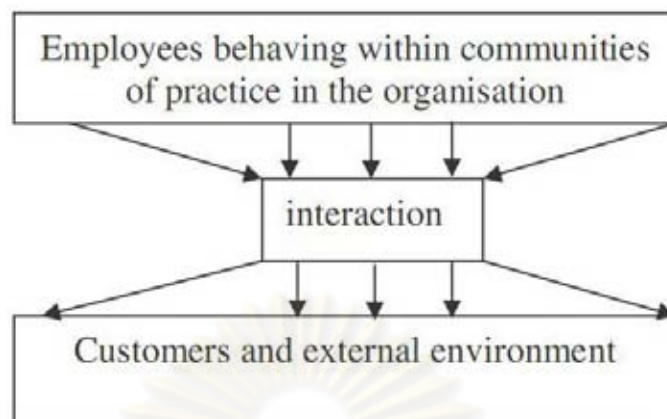 Employees behaving within communities
of practice in the organisation
interaction
Customers and external environment